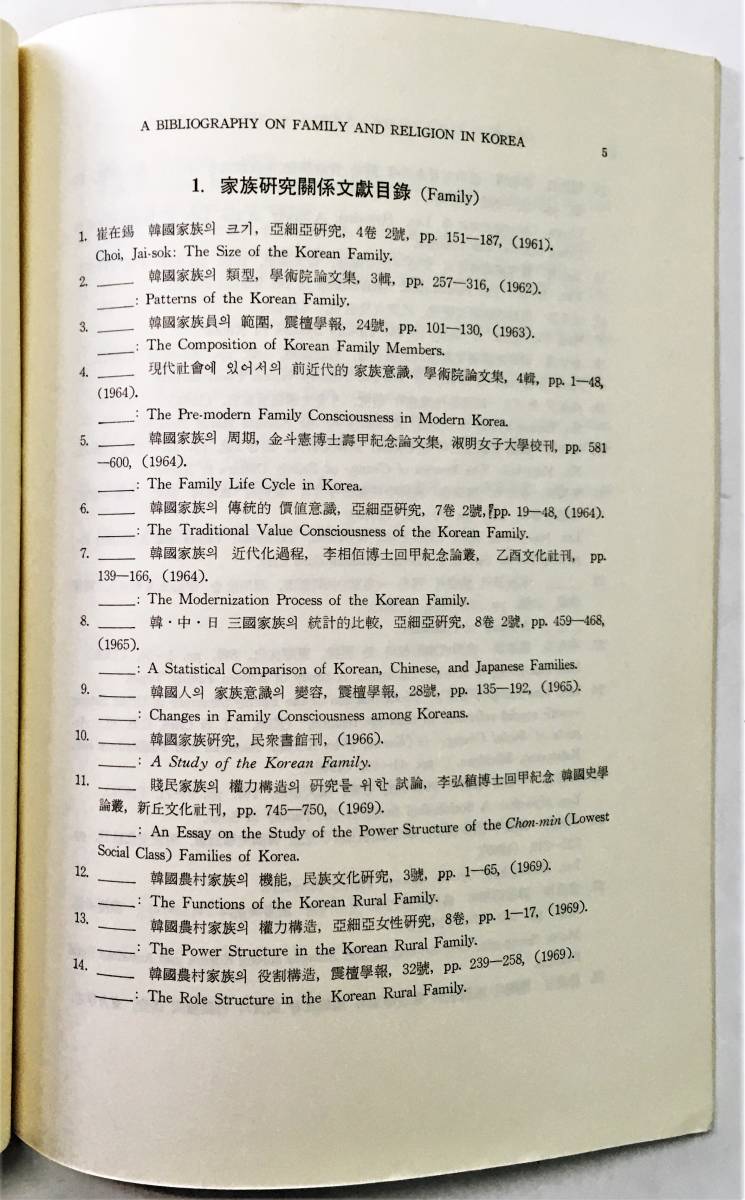 A BIBLIOGRAPHY ON FAMILY AND RELIGION IN KOREA
5
1. 家族硏究關係文獻目錄 (Family)
1. 崔在錫 韓國家族의 크기, 亞細亞硏究, 4卷 2號, pp. 151—187, (1961).
Choi, Jai-sok: The Size of the Korean Family.
2. _____ 韓國家族의 類型, 學術院論文集, 3輯, pp. 257—316, (1962).
_____: Patterns of the Korean Family.
3. _____ 韓國家族員의 範圍, 震檀學報, 24號, pp. 101—130, (1963).
_____: The Composition of Korean Family Members.
4. _____ 現代社會에 있어서의 前近代的 家族意識, 學術院論文集, 4輯, pp. 1—48,
(1964).
_____: The Pre-modern Family Consciousness in Modern Korea.
5. _____ 韓國家族의 周期, 金斗憲博士壽甲紀念論文集, 淑明女子大學校刊, pp. 581
—600, (1964).
_____: The Family Life Cycle in Korea.
6. _____ 韓國家族의 傳統的 價値意識, 亞細亞硏究, 7卷 2號, pp. 19—48, (1964).
_____: The Traditional Value Consciousness of the Korean Family.
7. _____ 韓國家族의 近代化過程, 李相佰博士回甲紀念論叢, 乙酉文化社刊, pp.
139—166, (1964).
_____: The Modernization Process of the Korean Family.
8. _____ 韓·中·日 三國家族의 統計的比較, 亞細亞硏究, 8卷 2號, pp. 459—468,
(1965).
_____: A Statistical Comparison of Korean, Chinese, and Japanese Families.
9. _____ 韓國人의 家族意識의 變容, 震檀學報, 28號, pp. 135—192, (1965).
_____: Changes in Family Consciousness among Koreans.
10. _____ 韓國家族硏究, 民衆書館刊, (1966).
_____: A Study of the Korean Family.
11. _____ 賤民家族의 權力構造의 硏究를 위한 試論, 李弘稙博士回甲紀念 韓國史學
論叢, 新丘文化社刊, pp. 745—750, (1969).
_____: An Essay on the Study of the Power Structure of the Chon-min (Lowest
Social Class) Families of Korea.
12. _____ 韓國農村家族의 機能, 民族文化硏究, 3號, pp. 1—65, (1969).
_____: The Functions of the Korean Rural Family.
13. _____ 韓國農村家族의 權力構造, 亞細亞女性硏究, 8卷, pp. 1—17, (1969).
_____: The Power Structure in the Korean Rural Family.
14. _____ 韓國農村家族의 役割構造, 震檀學報, 32號, pp. 239—258, (1969).
_____: The Role Structure in the Korean Rural Family.